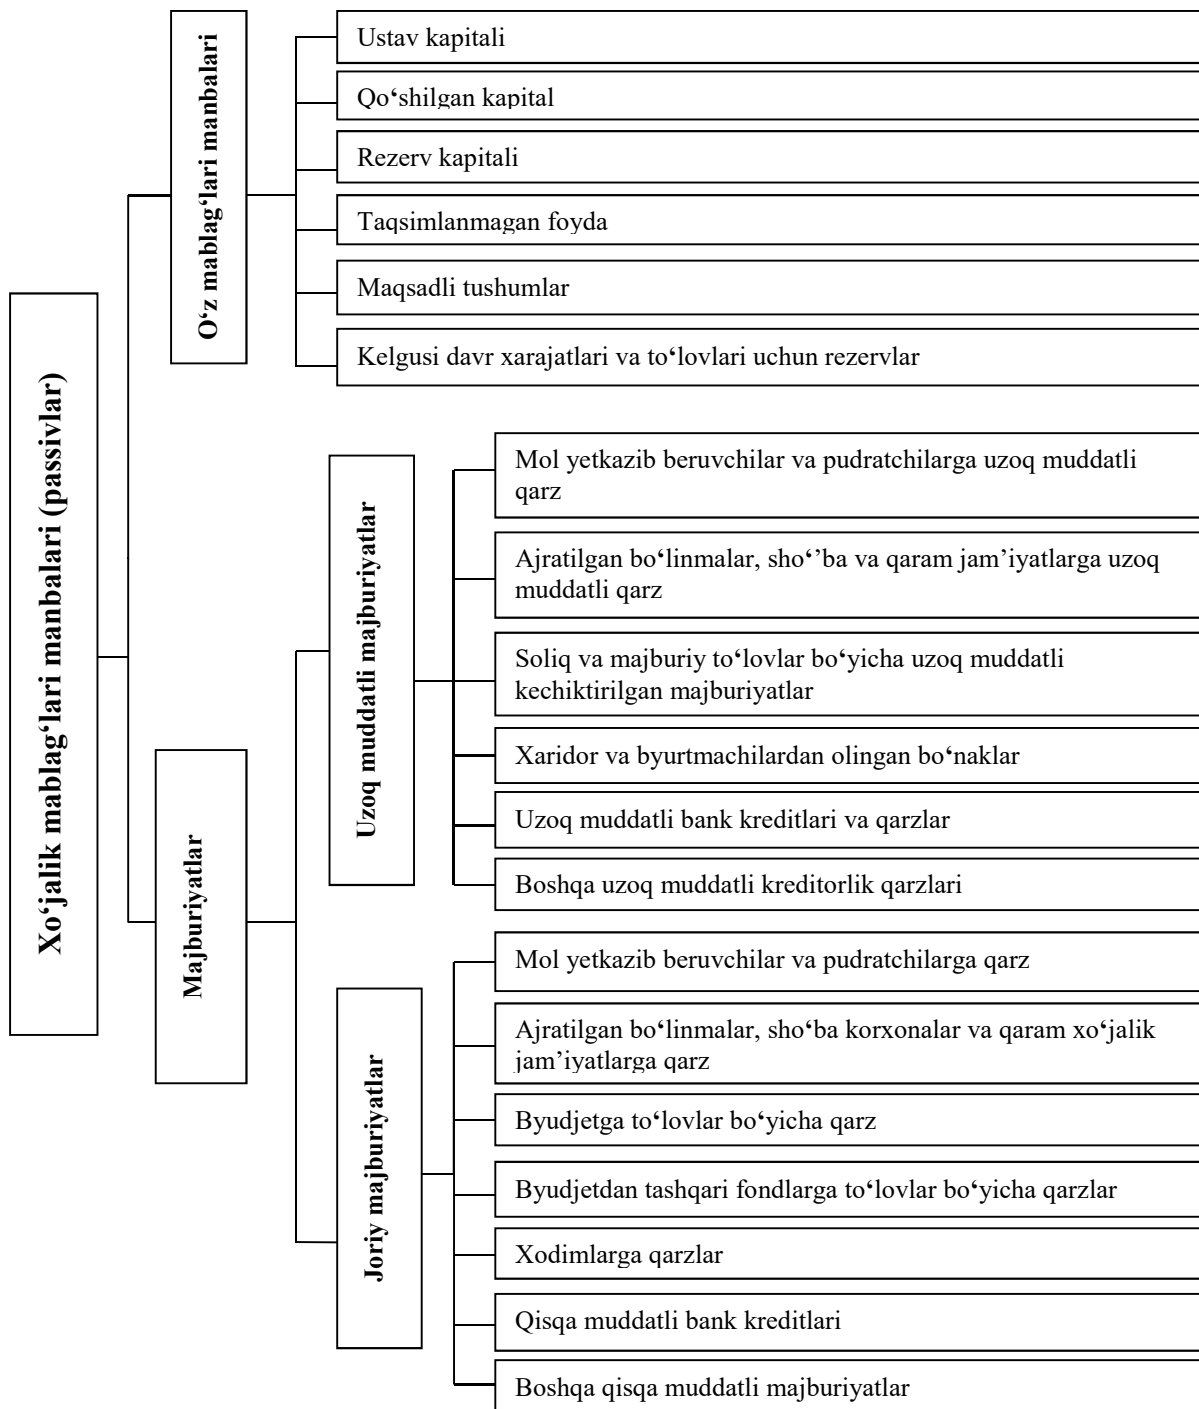 Xo‘jalik mablag‘lari manbalari (passivlar)
O‘z mablag‘lari manbalari
Ustav kapitali
Qo‘shilgan kapital
Rezerv kapitali
Taqsimlanmagan foyda
Maqsadli tushumlar
Kelgusi davr xarajatlari va to‘lovlari uchun rezervlar
Majburiyatlar
Uzoq muddatli majburiyatlar
Mol yetkazib beruvchilar va pudratchilarga uzoq muddatli
qarz
Ajratilgan bo‘linmalar, sho‘’ba va qaram jam’iyatlarga uzoq
muddatli qarz
Soliq va majburiy to‘lovlar bo‘yicha uzoq muddatli
kechiktirilgan majburiyatlar
Xaridor va byurtmachilardan olingan bo‘naklar
Uzoq muddatli bank kreditlari va qarzlar
Boshqa uzoq muddatli kreditorlik qarzlari
Joriy majburiyatlar
Mol yetkazib beruvchilar va pudratchilarga qarz
Ajratilgan bo‘linmalar, sho‘ba korxonalar va qaram xo‘jalik
jam’iyatlarga qarz
Byudjetga to‘lovlar bo‘yicha qarz
Byudjetdan tashqari fondlarga to‘lovlar bo‘yicha qarzlar
Xodimlarga qarzlar
Qisqa muddatli bank kreditlari
Boshqa qisqa muddatli majburiyatlar